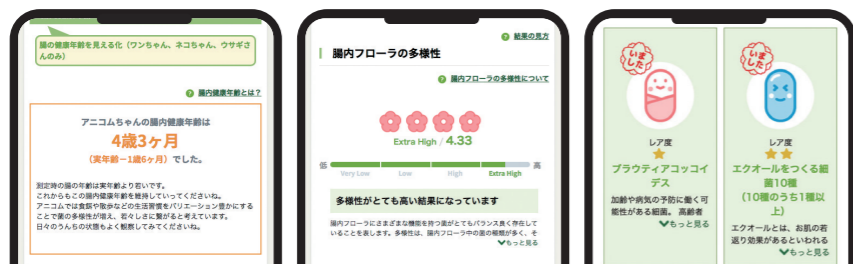 腸の健康年齢を見える化（ワンちゃん、ネコちゃん、ウサギさ
んのみ）
? 腸内健康年齢とは？
アニコムちゃんの腸内健康年齢は
4歳3ヶ月
（実年齢－1歳6ヶ月）でした。
測定時の腸の年齢は実年齢より若いです。
これからもこの腸内健康年齢を維持していってくださいね。
アニコムでは食餌や散歩などの生活習慣をバリエーション豊かにする
ことで菌の多様性が増え、若々しさに繋がると考えています。
日々のうんちの状態もよく観察してみてくださいね。
? 結果の見方
腸内フローラの多様性
? 腸内フローラの多様性について
Extra High / 4.33
低
高
Very Low
Low
High
Extra High
多様性がとても高い結果になっています
腸内フローラにさまざまな機能を持つ菌がとてもバランス良く存在して
いることを表します。多様性は、腸内フローラ中の菌の種類が多く、そ
もっと見る
いま
した
レア度
ブラウティアコッコイ
デス
加齢や病気の予防に働く可
能性がある細菌。 高齢者
もっと見る
いま
した
レア度
エクオールをつくる細
菌10種
（10種のうち1種以
上）
エクオールとは、お肌の若
返り効果があるといわれる
もっと見る